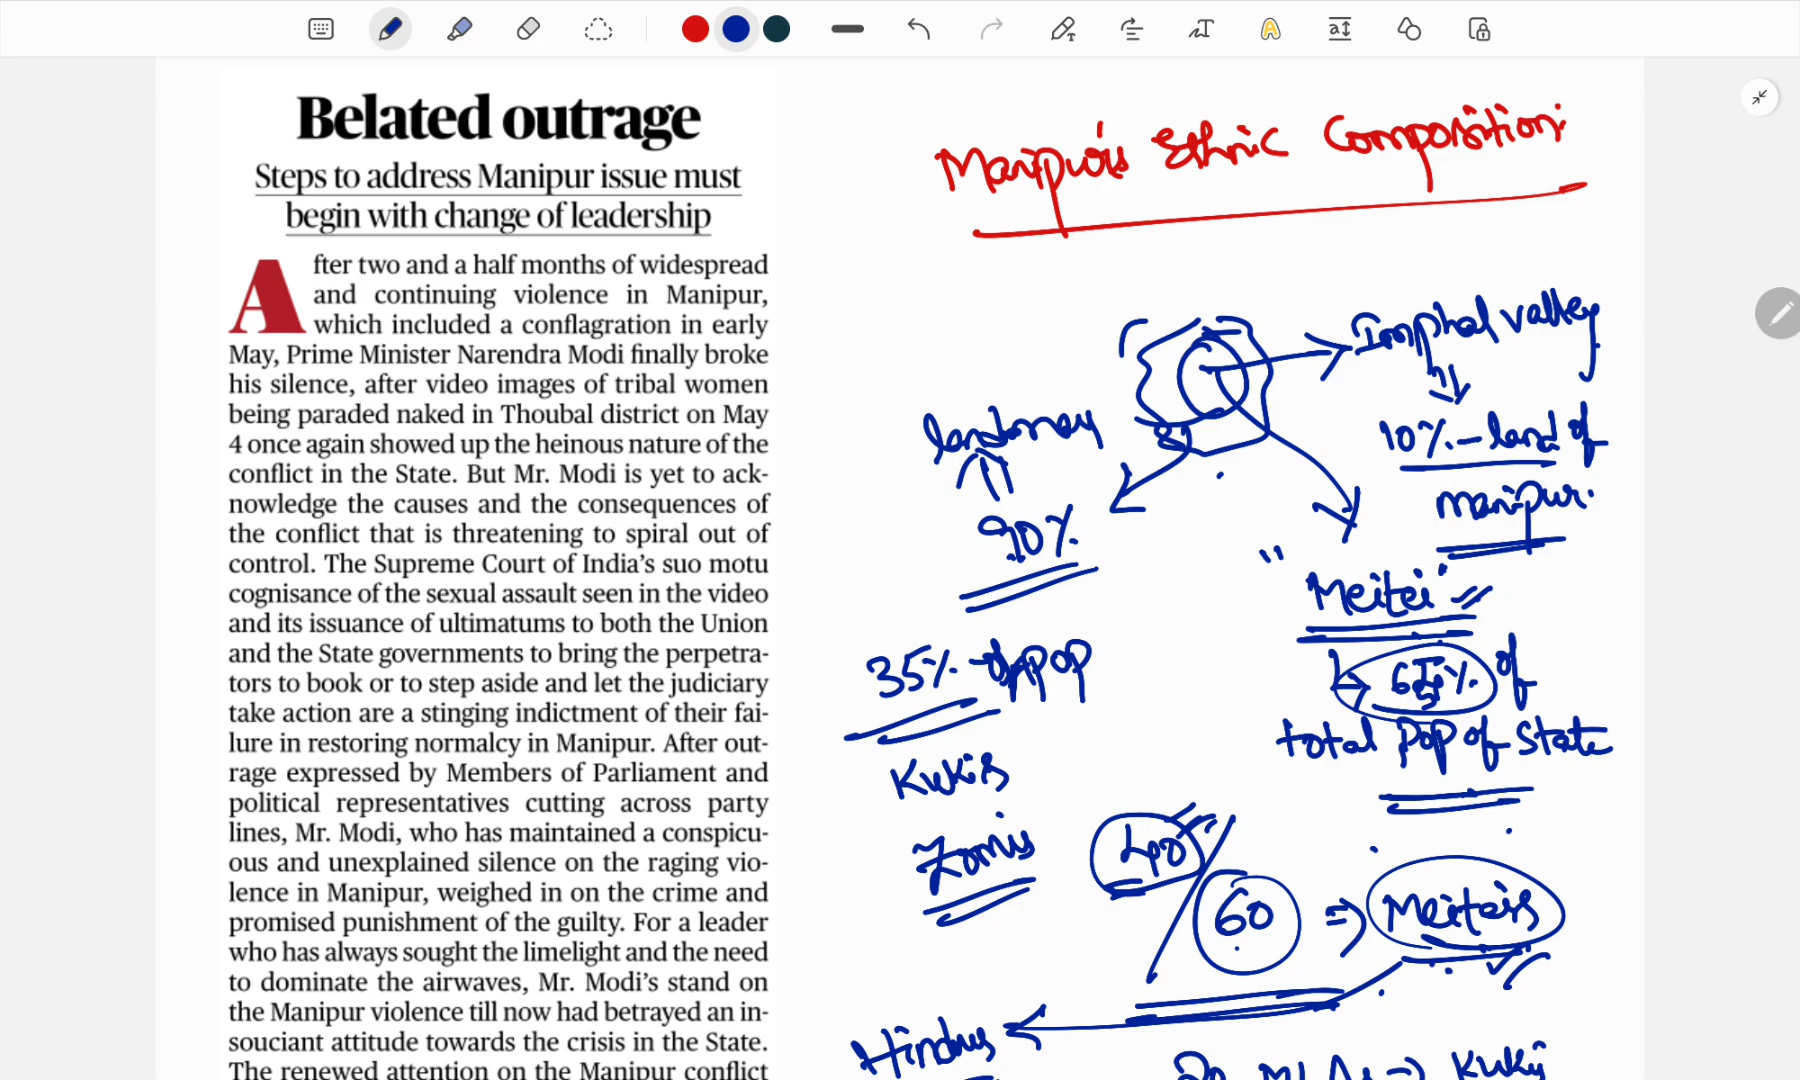 Belated outrage
Steps to address Manipur issue must
begin with change of leadership
After two and a half months of widespread
and continuing violence in Manipur,
which included a conflagration in early
May, Prime Minister Narendra Modi finally broke
his silence, after video images of tribal women
being paraded naked in Thoubal district on May
4 once again showed up the heinous nature of the
conflict in the State. But Mr. Modi is yet to ack-
nowledge the causes and the consequences of
the conflict that is threatening to spiral out of
control. The Supreme Court of India's suo motu
cognisance of the sexual assault seen in the video
and its issuance of ultimatums to both the Union
and the State governments to bring the perpetra-
tors to book or to step aside and let the judiciary
take action are a stinging indictment of their fai-
lure in restoring normalcy in Manipur. After out-
rage expressed by Members of Parliament and
political representatives cutting across party
lines, Mr. Modi, who has maintained a conspicu-
ous and unexplained silence on the raging vio-
lence in Manipur, weighed in on the crime and
promised punishment of the guilty. For a leader
who has always sought the limelight and the need
to dominate the airwaves, Mr. Modi's stand on
the Manipur violence till now had betrayed an in-
souciant attitude towards the crisis in the State.
The renewed attention on the Manipur conflict
Manipur's Ethnic Composition
Imphal valley
10% - land of
manipur
90%
"Meitei"
of
total pop of state
35% of pop
Kukis
Zomis
40/60 ⇒ Meiteis
Hindus
20 MLAs ⇒ Kuki